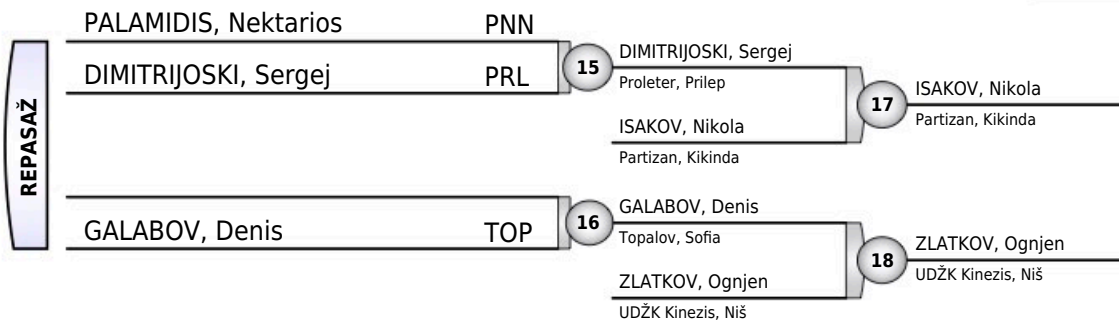 REPASAŽ
PALAMIDIS, Nektarios PNN
DIMITRIJOSKI, Sergej PRL
15
DIMITRIJOSKI, Sergej
Proleter, Prilep
ISAKOV, Nikola
Partizan, Kikinda
17
ISAKOV, Nikola
Partizan, Kikinda
GALABOV, Denis TOP
16
GALABOV, Denis
Topalov, Sofia
ZLATKOV, Ognjen
UDŽK Kinezis, Niš
18
ZLATKOV, Ognjen
UDŽK Kinezis, Niš